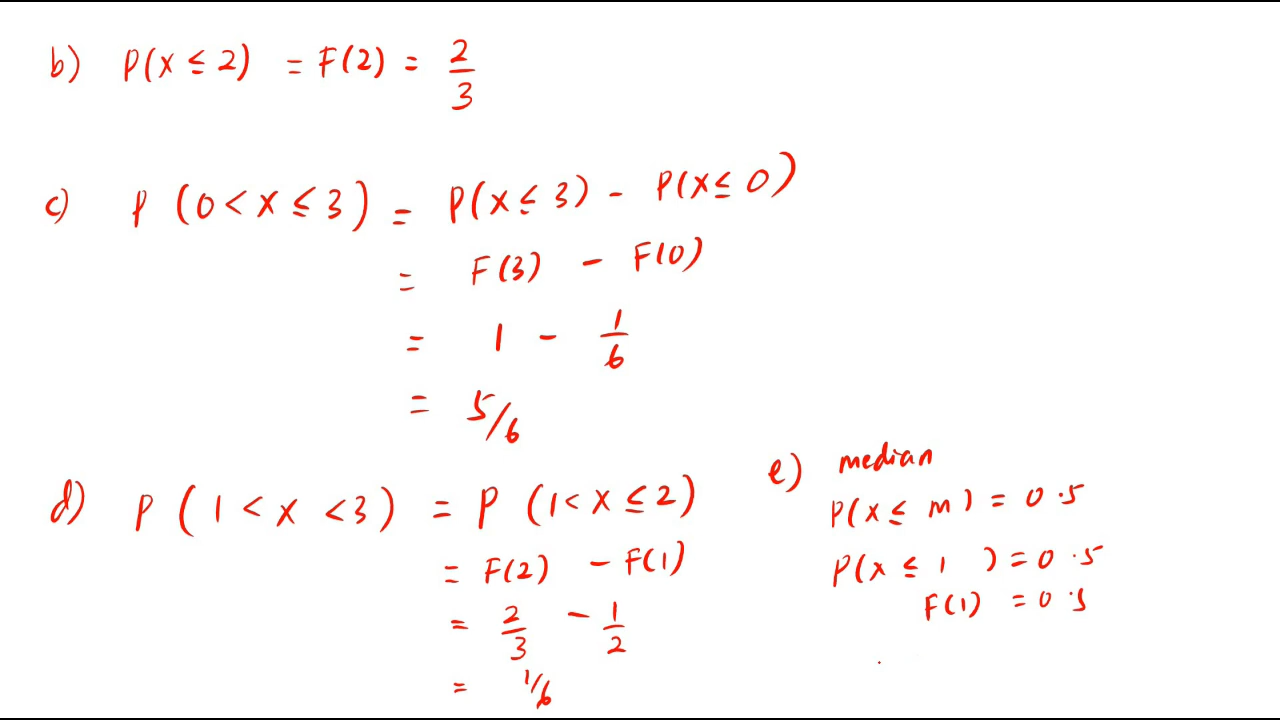 b) P(x ≤ 2) = F(2) = 2/3
c) P (0 < x ≤ 3) = P(x ≤ 3) - P(x ≤ 0)
= F(3) - F(0)
= 1 - 1/6
= 5/6
d) P (1 < x < 3) = P (1 < x ≤ 2)
= F(2) - F(1)
= 2/3 - 1/2
= 1/6
e) median
P(x ≤ m) = 0.5
P(x ≤ 1 ) = 0.5
F(1) = 0.5